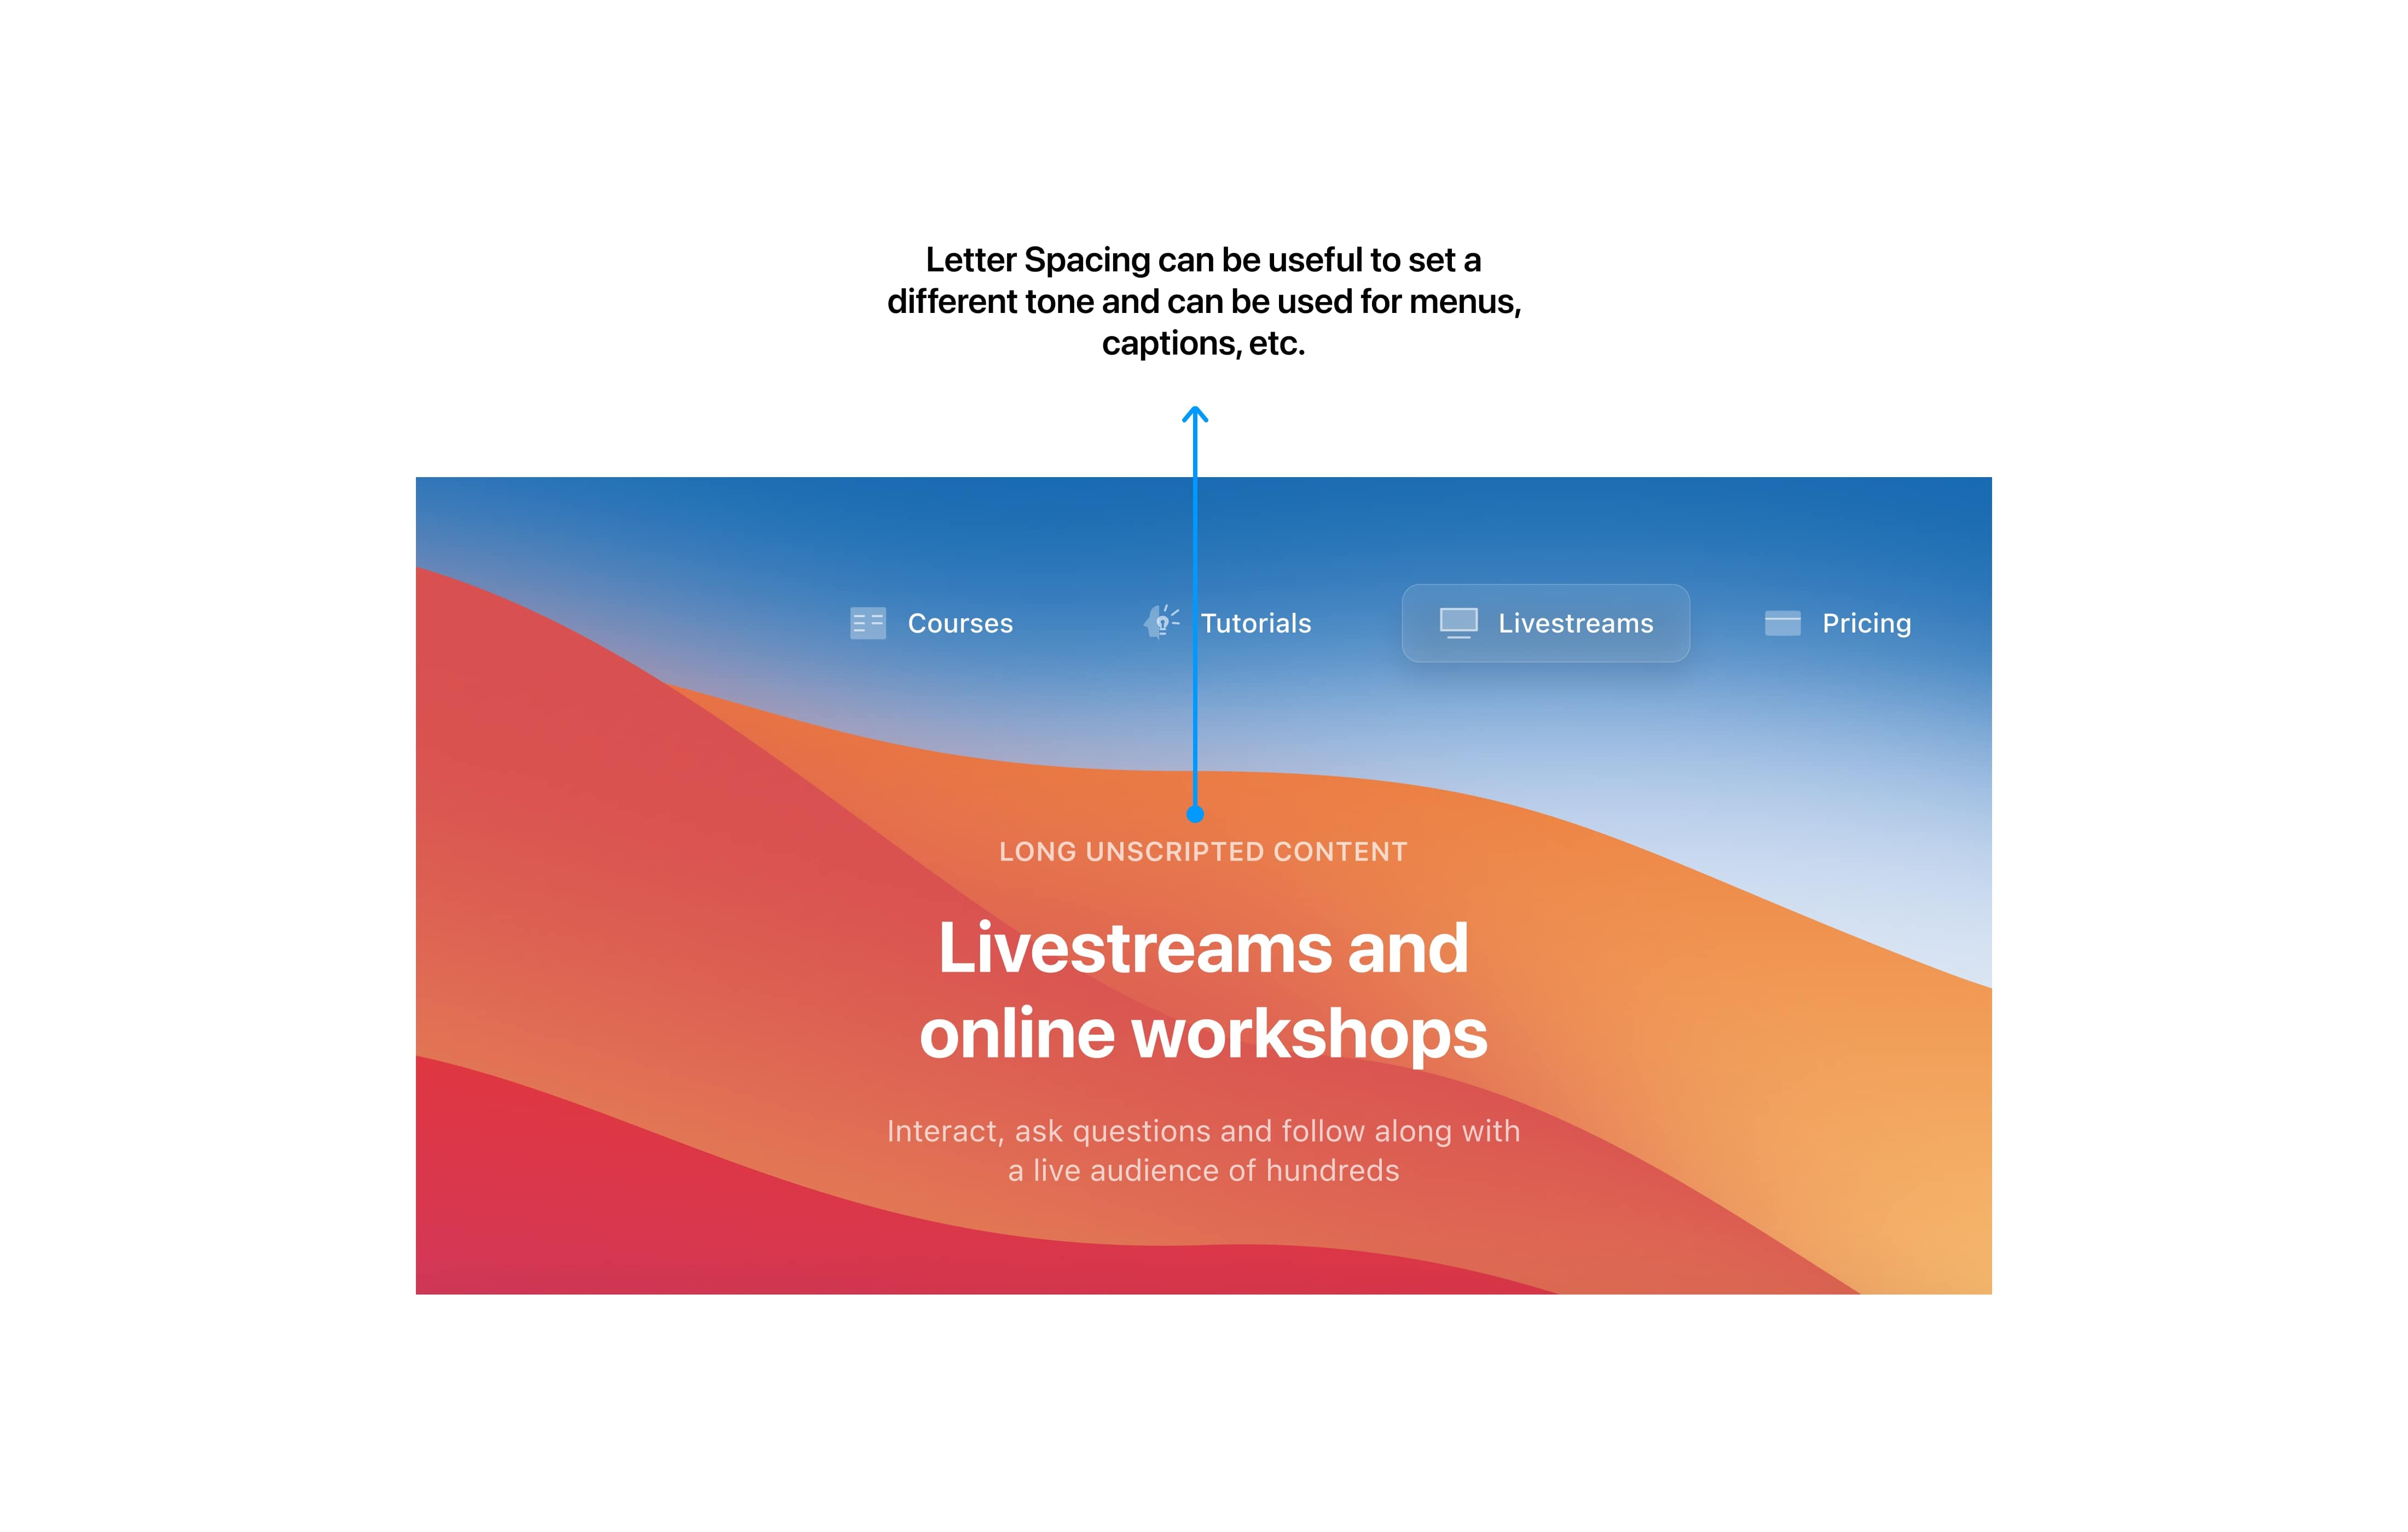 Letter Spacing can be useful to set a
different tone and can be used for menus,
captions, etc.
Courses
Tutorials
Livestreams
Pricing
LONG UNSCRIPTED CONTENT
Livestreams and
online workshops
Interact, ask questions and follow along with
a live audience of hundreds